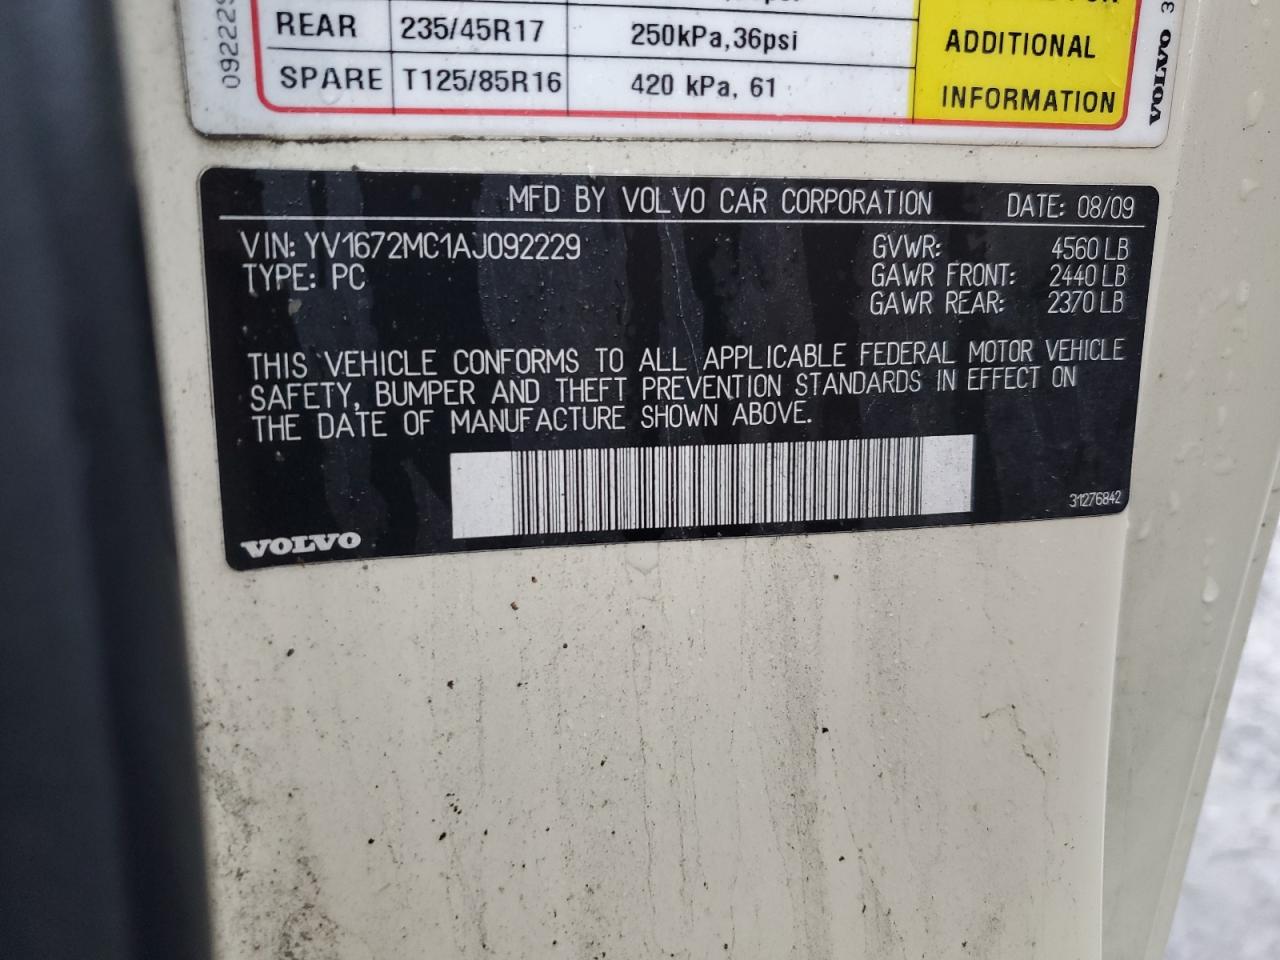 092229
REAR 235/45R17 250kPa,36psi
SPARE T125/85R16 420 kPa, 61
ADDITIONAL
INFORMATION
VOLVO 3
MFD BY VOLVO CAR CORPORATION DATE: 08/09
VIN: YV1672MC1AJ092229 GVWR: 4560 LB
TYPE: PC GAWR FRONT: 2440 LB
GAWR REAR: 2370 LB
THIS VEHICLE CONFORMS TO ALL APPLICABLE FEDERAL MOTOR VEHICLE
SAFETY, BUMPER AND THEFT PREVENTION STANDARDS IN EFFECT ON
THE DATE OF MANUFACTURE SHOWN ABOVE.
31276842
VOLVO